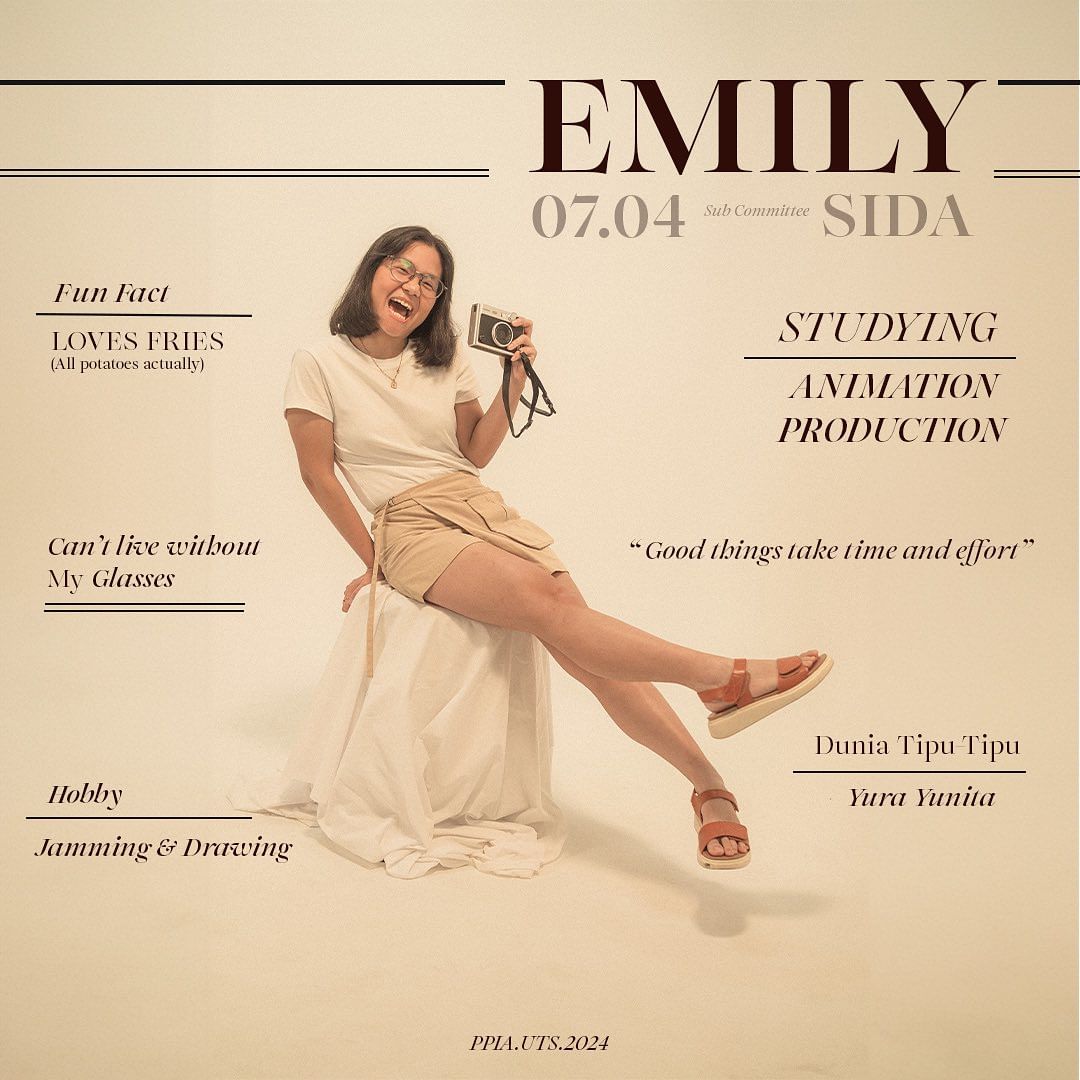 EMILY
07.04 Sub Committee SIDA
Fun Fact
LOVES FRIES
(All potatoes actually)
STUDYING
ANIMATION
PRODUCTION
Can't live without
My Glasses
“Good things take time and effort”
Dunia Tipu-Tipu
Yura Yunita
Hobby
Jamming & Drawing
PPIA.UTS.2024